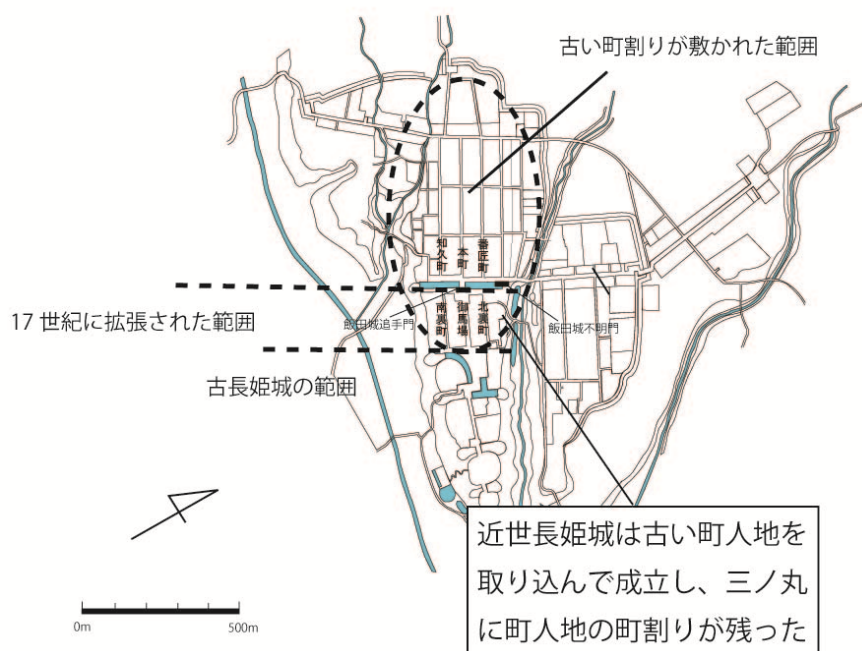 古い町割りが敷かれた範囲
知久町
本町
番匠町
17世紀に拡張された範囲
飯田城追手門
南裏町
御馬場
北裏町
飯田城不明門
古長姫城の範囲
近世長姫城は古い町人地を
取り込んで成立し、三ノ丸
に町人地の町割りが残った
0m
500m